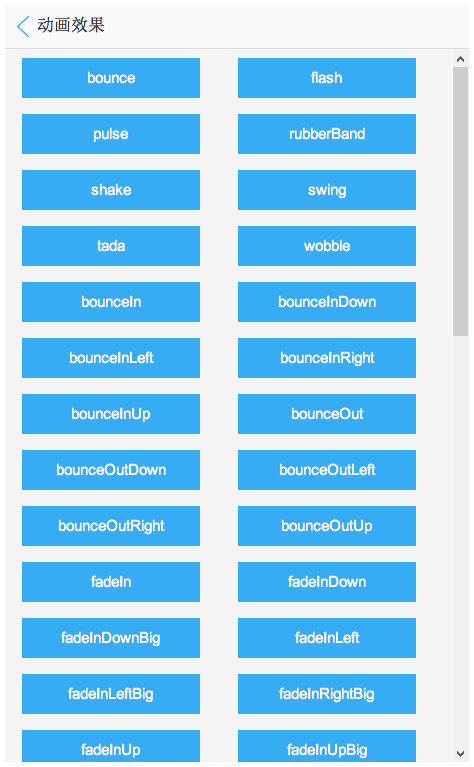 动画效果
bounce flash
pulse rubberBand
shake swing
tada wobble
bounceIn bounceInDown
bounceInLeft bounceInRight
bounceInUp bounceOut
bounceOutDown bounceOutLeft
bounceOutRight bounceOutUp
fadeIn fadeInDown
fadeInDownBig fadeInLeft
fadeInLeftBig fadeInRightBig
fadeInUp fadeInUpBig